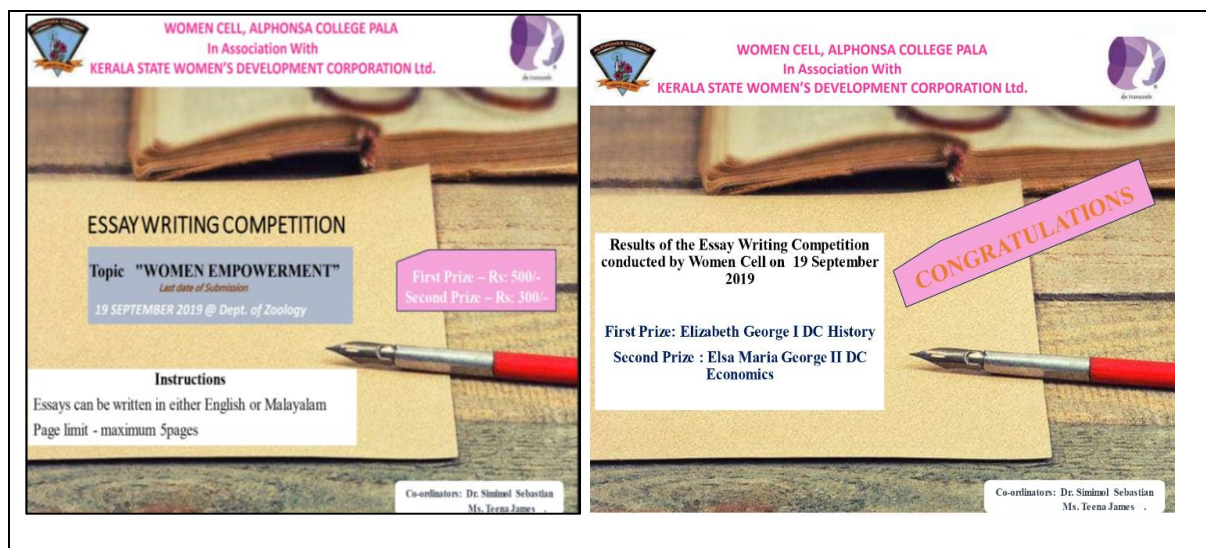 WOMEN CELL, ALPHONSA COLLEGE PALA
In Association With
KERALA STATE WOMEN'S DEVELOPMENT CORPORATION Ltd.
ESSAY WRITING COMPETITION
Topic "WOMEN EMPOWERMENT"
Last date of Submission
19 SEPTEMBER 2019 @ Dept. of Zoology
First Prize – Rs: 500/-
Second Prize – Rs: 300/-
Instructions
Essays can be written in either English or Malayalam
Page limit - maximum 5pages
Co-ordinators: Dr. Simimol Sebastian
Ms. Teena James .
WOMEN CELL, ALPHONSA COLLEGE PALA
In Association With
KERALA STATE WOMEN'S DEVELOPMENT CORPORATION Ltd.
ALPHONSA COLLEGE
CONGRATULATIONS
Results of the Essay Writing Competition
conducted by Women Cell on 19 September
2019
First Prize: Elizabeth George I DC History
Second Prize : Elsa Maria George II DC
Economics
Co-ordinators: Dr. Simimol Sebastian
Ms. Teena James .